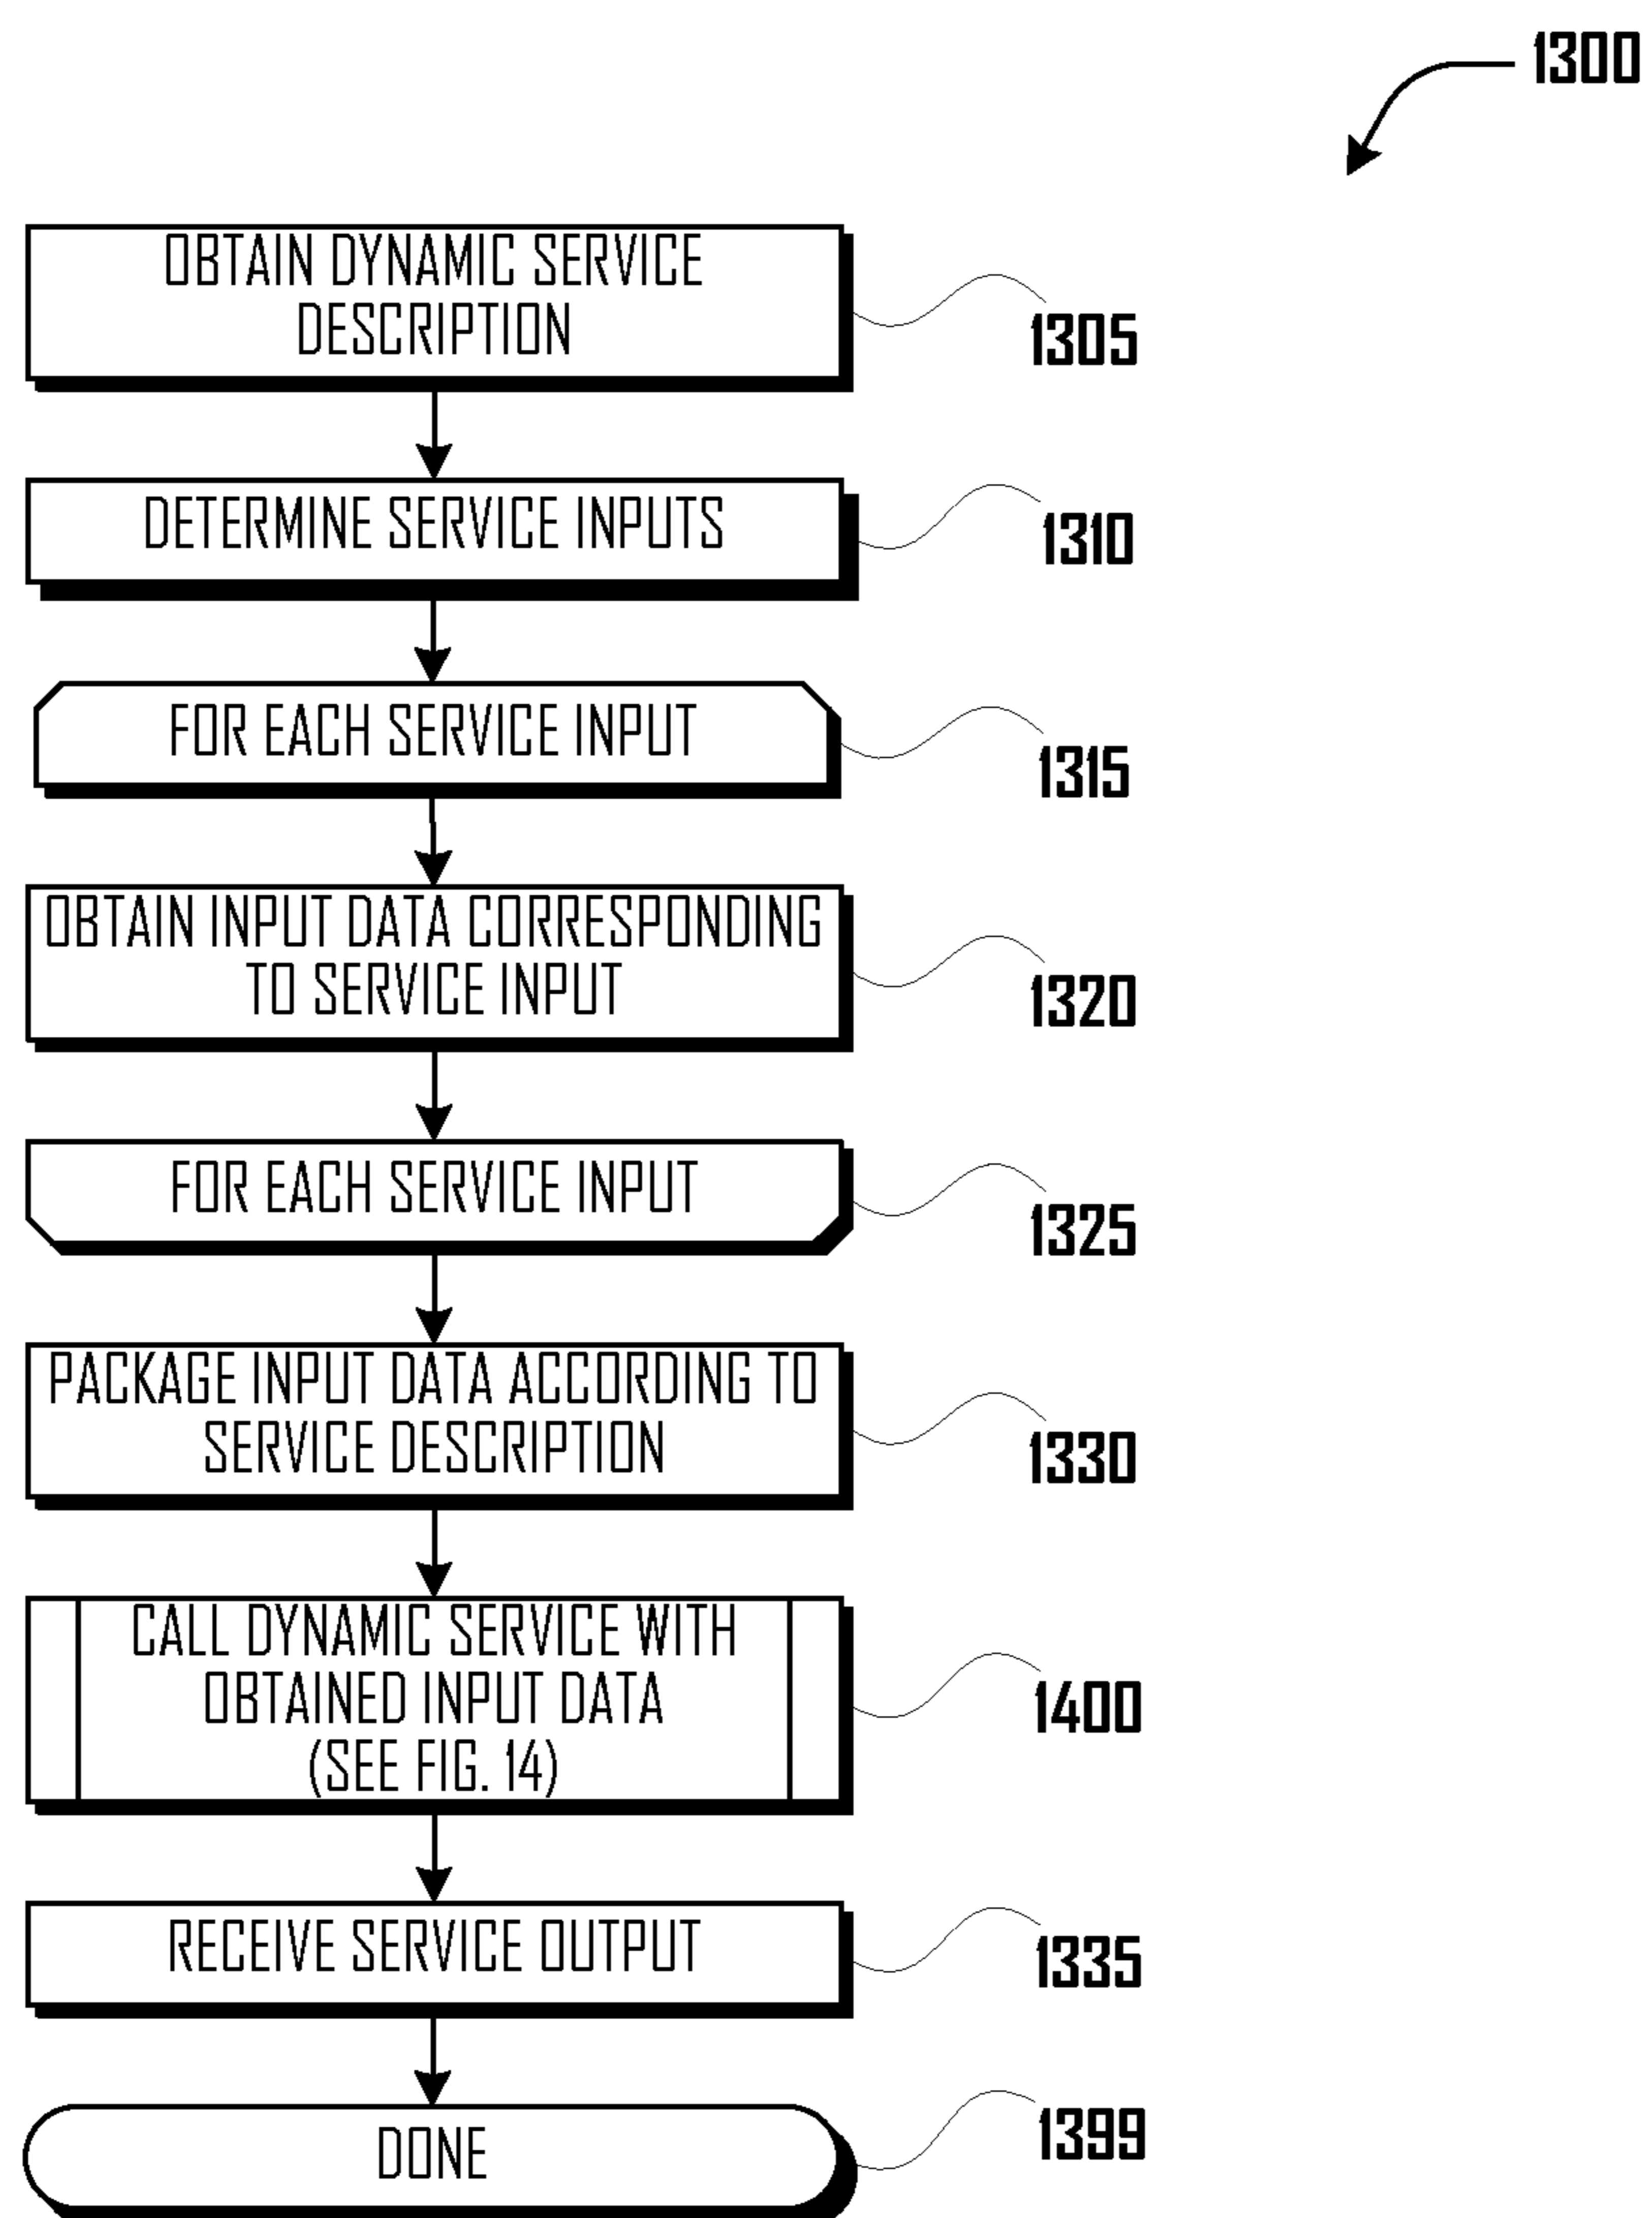 1300
OBTAIN DYNAMIC SERVICE
DESCRIPTION
1305
DETERMINE SERVICE INPUTS
1310
FOR EACH SERVICE INPUT
1315
OBTAIN INPUT DATA CORRESPONDING
TO SERVICE INPUT
1320
FOR EACH SERVICE INPUT
1325
PACKAGE INPUT DATA ACCORDING TO
SERVICE DESCRIPTION
1330
CALL DYNAMIC SERVICE WITH
OBTAINED INPUT DATA
(SEE FIG. 14)
1400
RECEIVE SERVICE OUTPUT
1335
DONE
1399